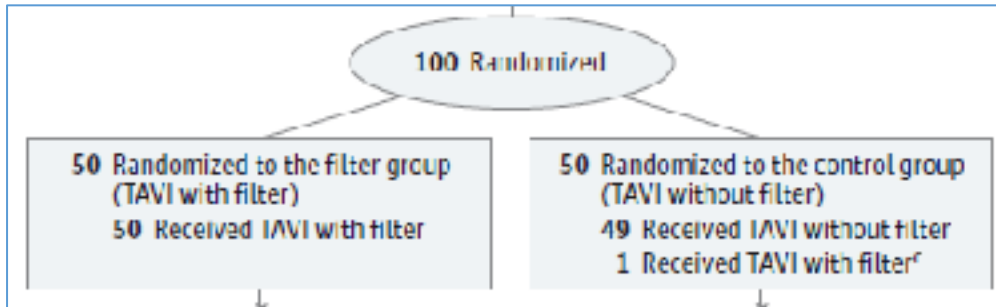 100 Randomized
50 Randomized to the filter group
(TAVI with filter)
50 Received TAVI with filter
50 Randomized to the control group
(TAVI without filter)
49 Received TAVI without filter
1 Received TAVI with filterᶜ